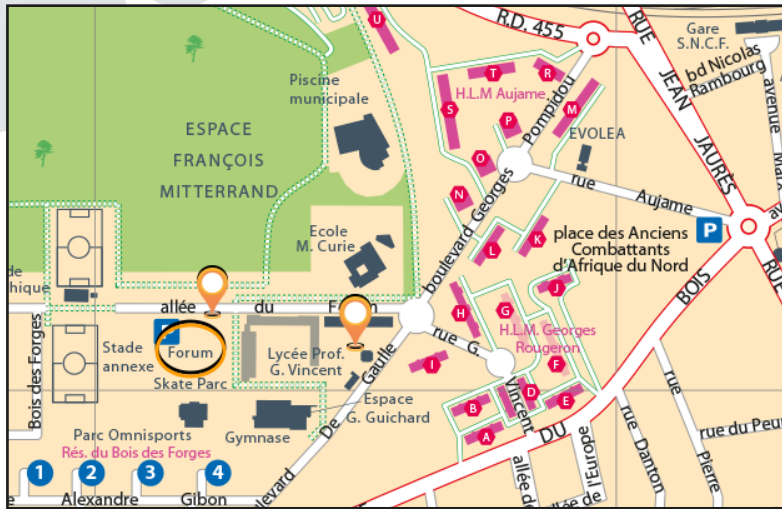 U
R.D. 455
RUE
JEAN
JAURÈS
Gare
S.N.C.F.
bd Nicolas
Rambourg
avenue
Piscine
municipale
T
R
H.L.M Aujame
S
M
P
Pompidou
EVOLEA
ESPACE
FRANÇOIS
MITTERRAND
O
rue Aujame
N
Georges
boulevard
L
K
P
place des Anciens
Combattants
d'Afrique du Nord
RUE
Ecole
M. Curie
J
BOIS
allée du
H
G
H.L.M. Georges
Rougeron
rue G.
Vincent
F
I
D
E
B
A
DU
Bois des Forges
Stade
annexe
P
Forum
Skate Parc
Lycée Prof.
G. Vincent
Gaulle
De
Espace
G. Guichard
Gymnase
Parc Omnisports
Rés. du Bois des Forges
1
2
3
4
Alexandre Gibon
allée de
l'Europe
rue Danton
rue
Pierre
rue du Peu